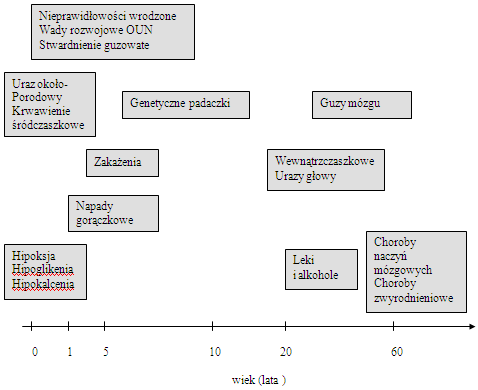 Nieprawidłowości wrodzone
Wady rozwojowe OUN
Stwardnienie guzowate
Uraz około-
Porodowy
Krwawienie
śródczaszkowe
Genetyczne padaczki
Guzy mózgu
Zakażenia
Wewnątrzczaszkowe
Urazy głowy
Napady
gorączkowe
Hipoksja
Hipoglikenia
Hipokalcenia
Leki
i alkohole
Choroby
naczyń
mózgowych
Choroby
zwyrodnieniowe
0 1 5 10 20 60
wiek (lata )